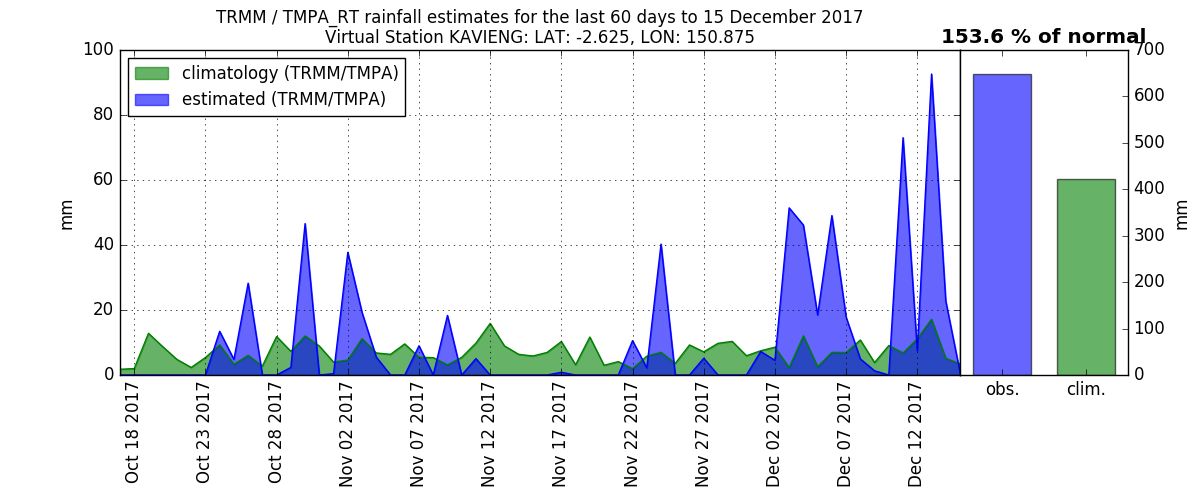 TRMM / TMPA_RT rainfall estimates for the last 60 days to 15 December 2017
Virtual Station KAVIENG: LAT: -2.625, LON: 150.875
153.6 % of normal
climatology (TRMM/TMPA)
estimated (TRMM/TMPA)
100
80
60
40
20
0
mm
700
600
500
400
300
200
100
0
mm
Oct 18 2017
Oct 23 2017
Oct 28 2017
Nov 02 2017
Nov 07 2017
Nov 12 2017
Nov 17 2017
Nov 22 2017
Nov 27 2017
Dec 02 2017
Dec 07 2017
Dec 12 2017
obs.
clim.